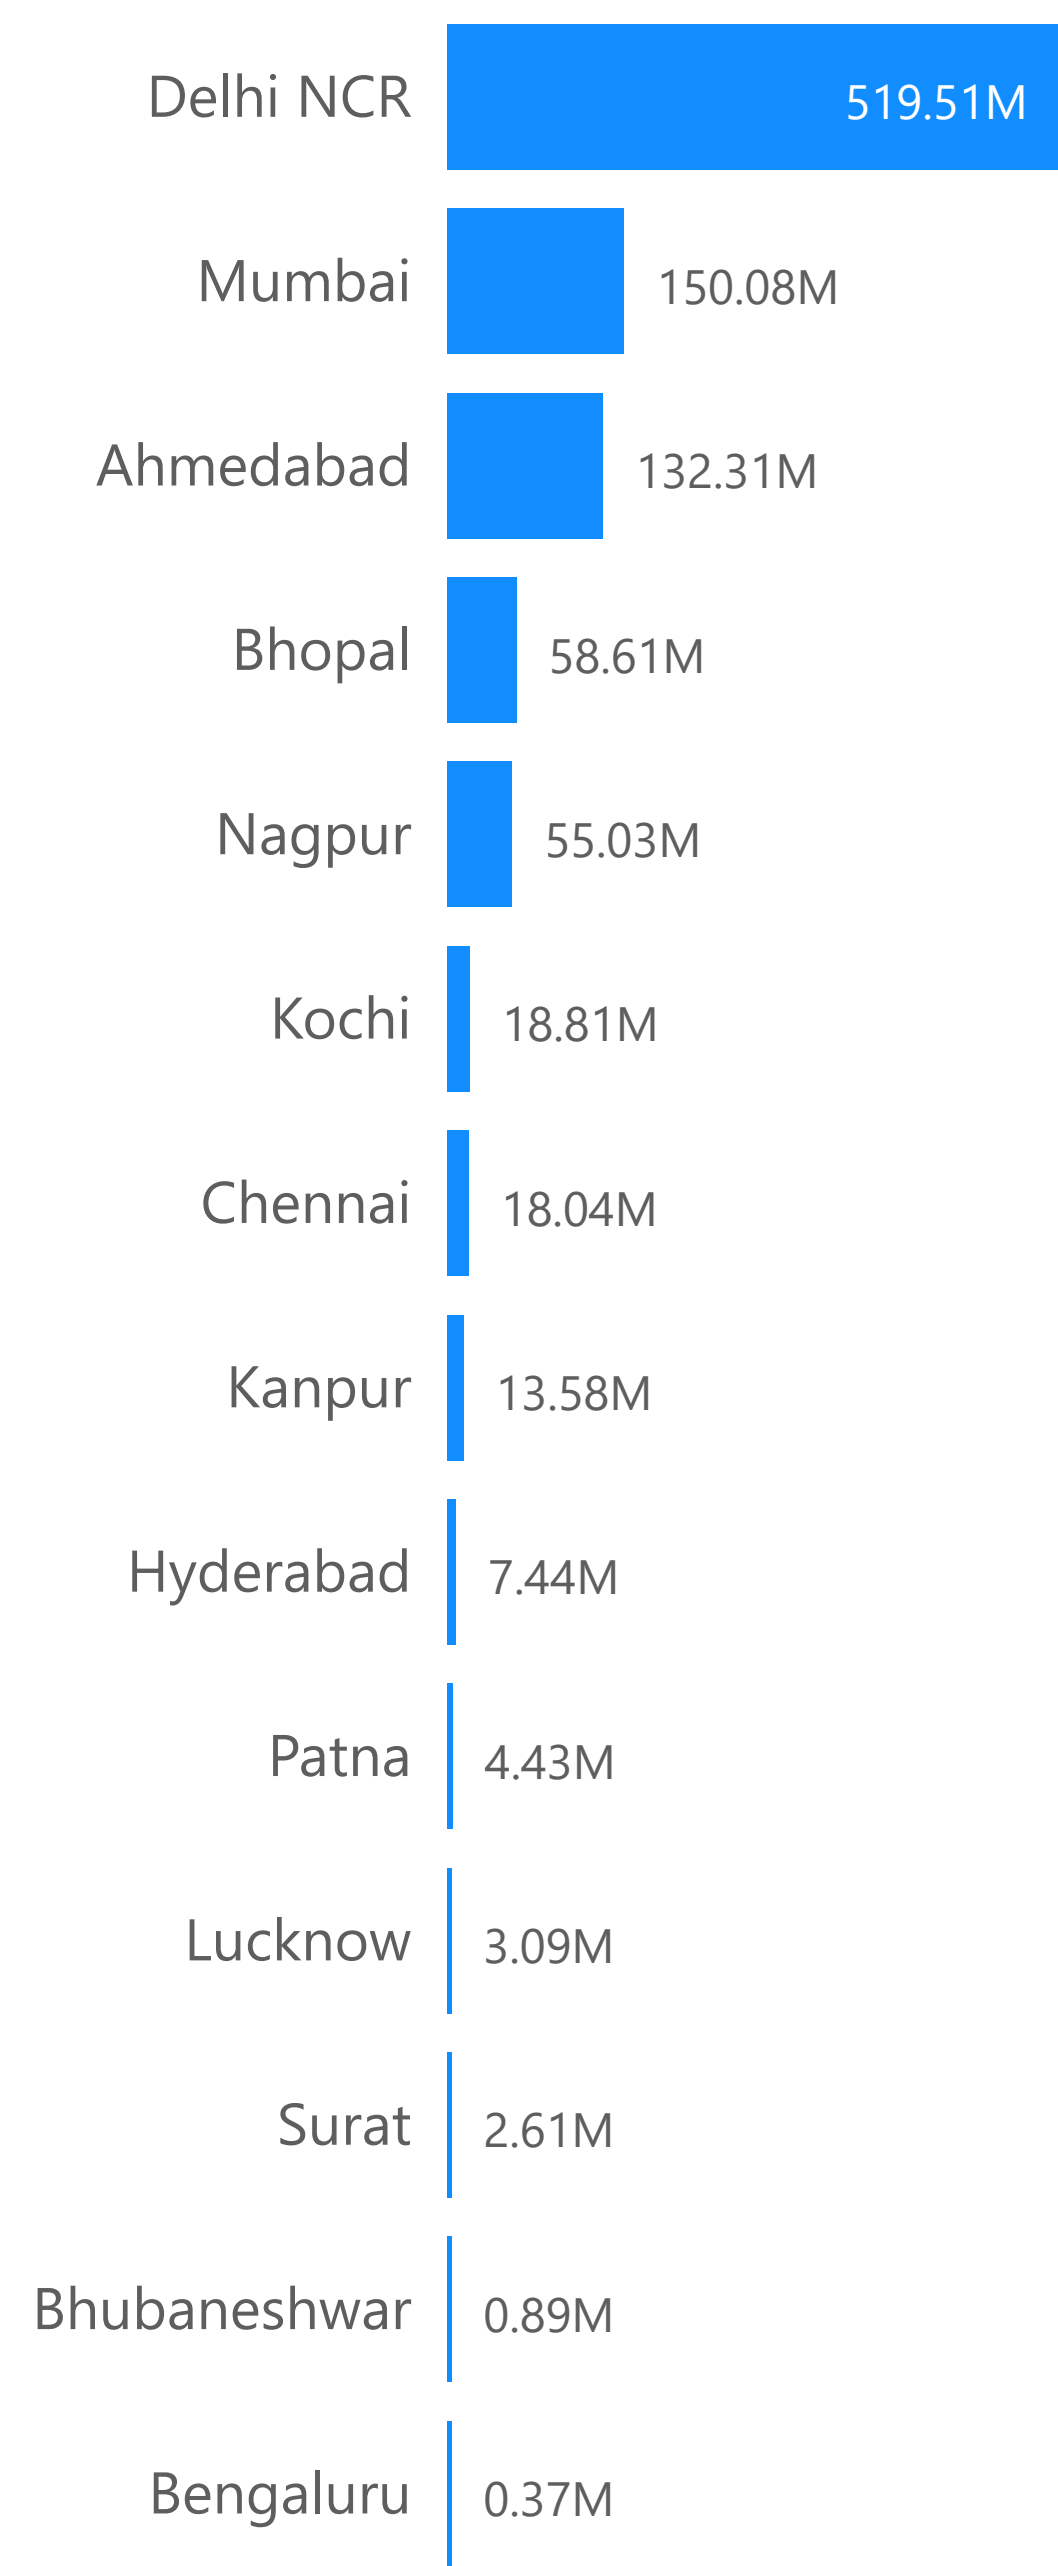 Delhi NCR 519.51M
Mumbai 150.08M
Ahmedabad 132.31M
Bhopal 58.61M
Nagpur 55.03M
Kochi 18.81M
Chennai 18.04M
Kanpur 13.58M
Hyderabad 7.44M
Patna 4.43M
Lucknow 3.09M
Surat 2.61M
Bhubaneshwar 0.89M
Bengaluru 0.37M